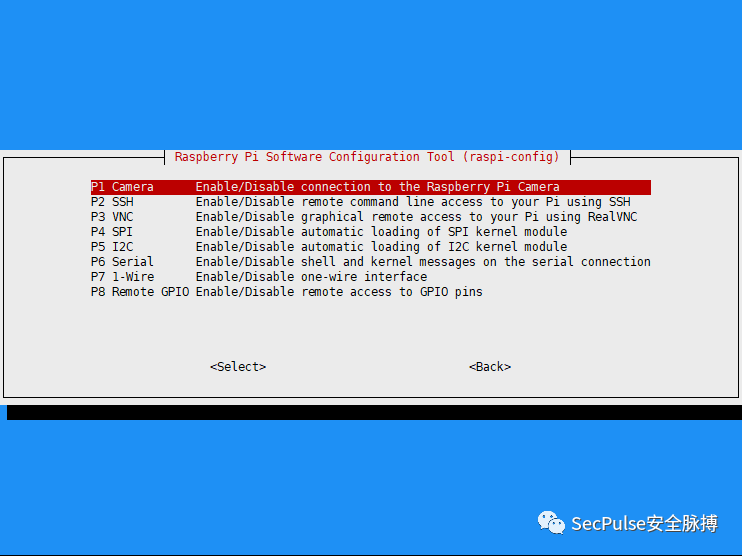 Raspberry Pi Software Configuration Tool (raspi-config)
P1 Camera Enable/Disable connection to the Raspberry Pi Camera
P2 SSH Enable/Disable remote command line access to your Pi using SSH
P3 VNC Enable/Disable graphical remote access to your Pi using RealVNC
P4 SPI Enable/Disable automatic loading of SPI kernel module
P5 I2C Enable/Disable automatic loading of I2C kernel module
P6 Serial Enable/Disable shell and kernel messages on the serial connection
P7 1-Wire Enable/Disable one-wire interface
P8 Remote GPIO Enable/Disable remote access to GPIO pins
<Select> <Back>
SecPulse安全脉搏